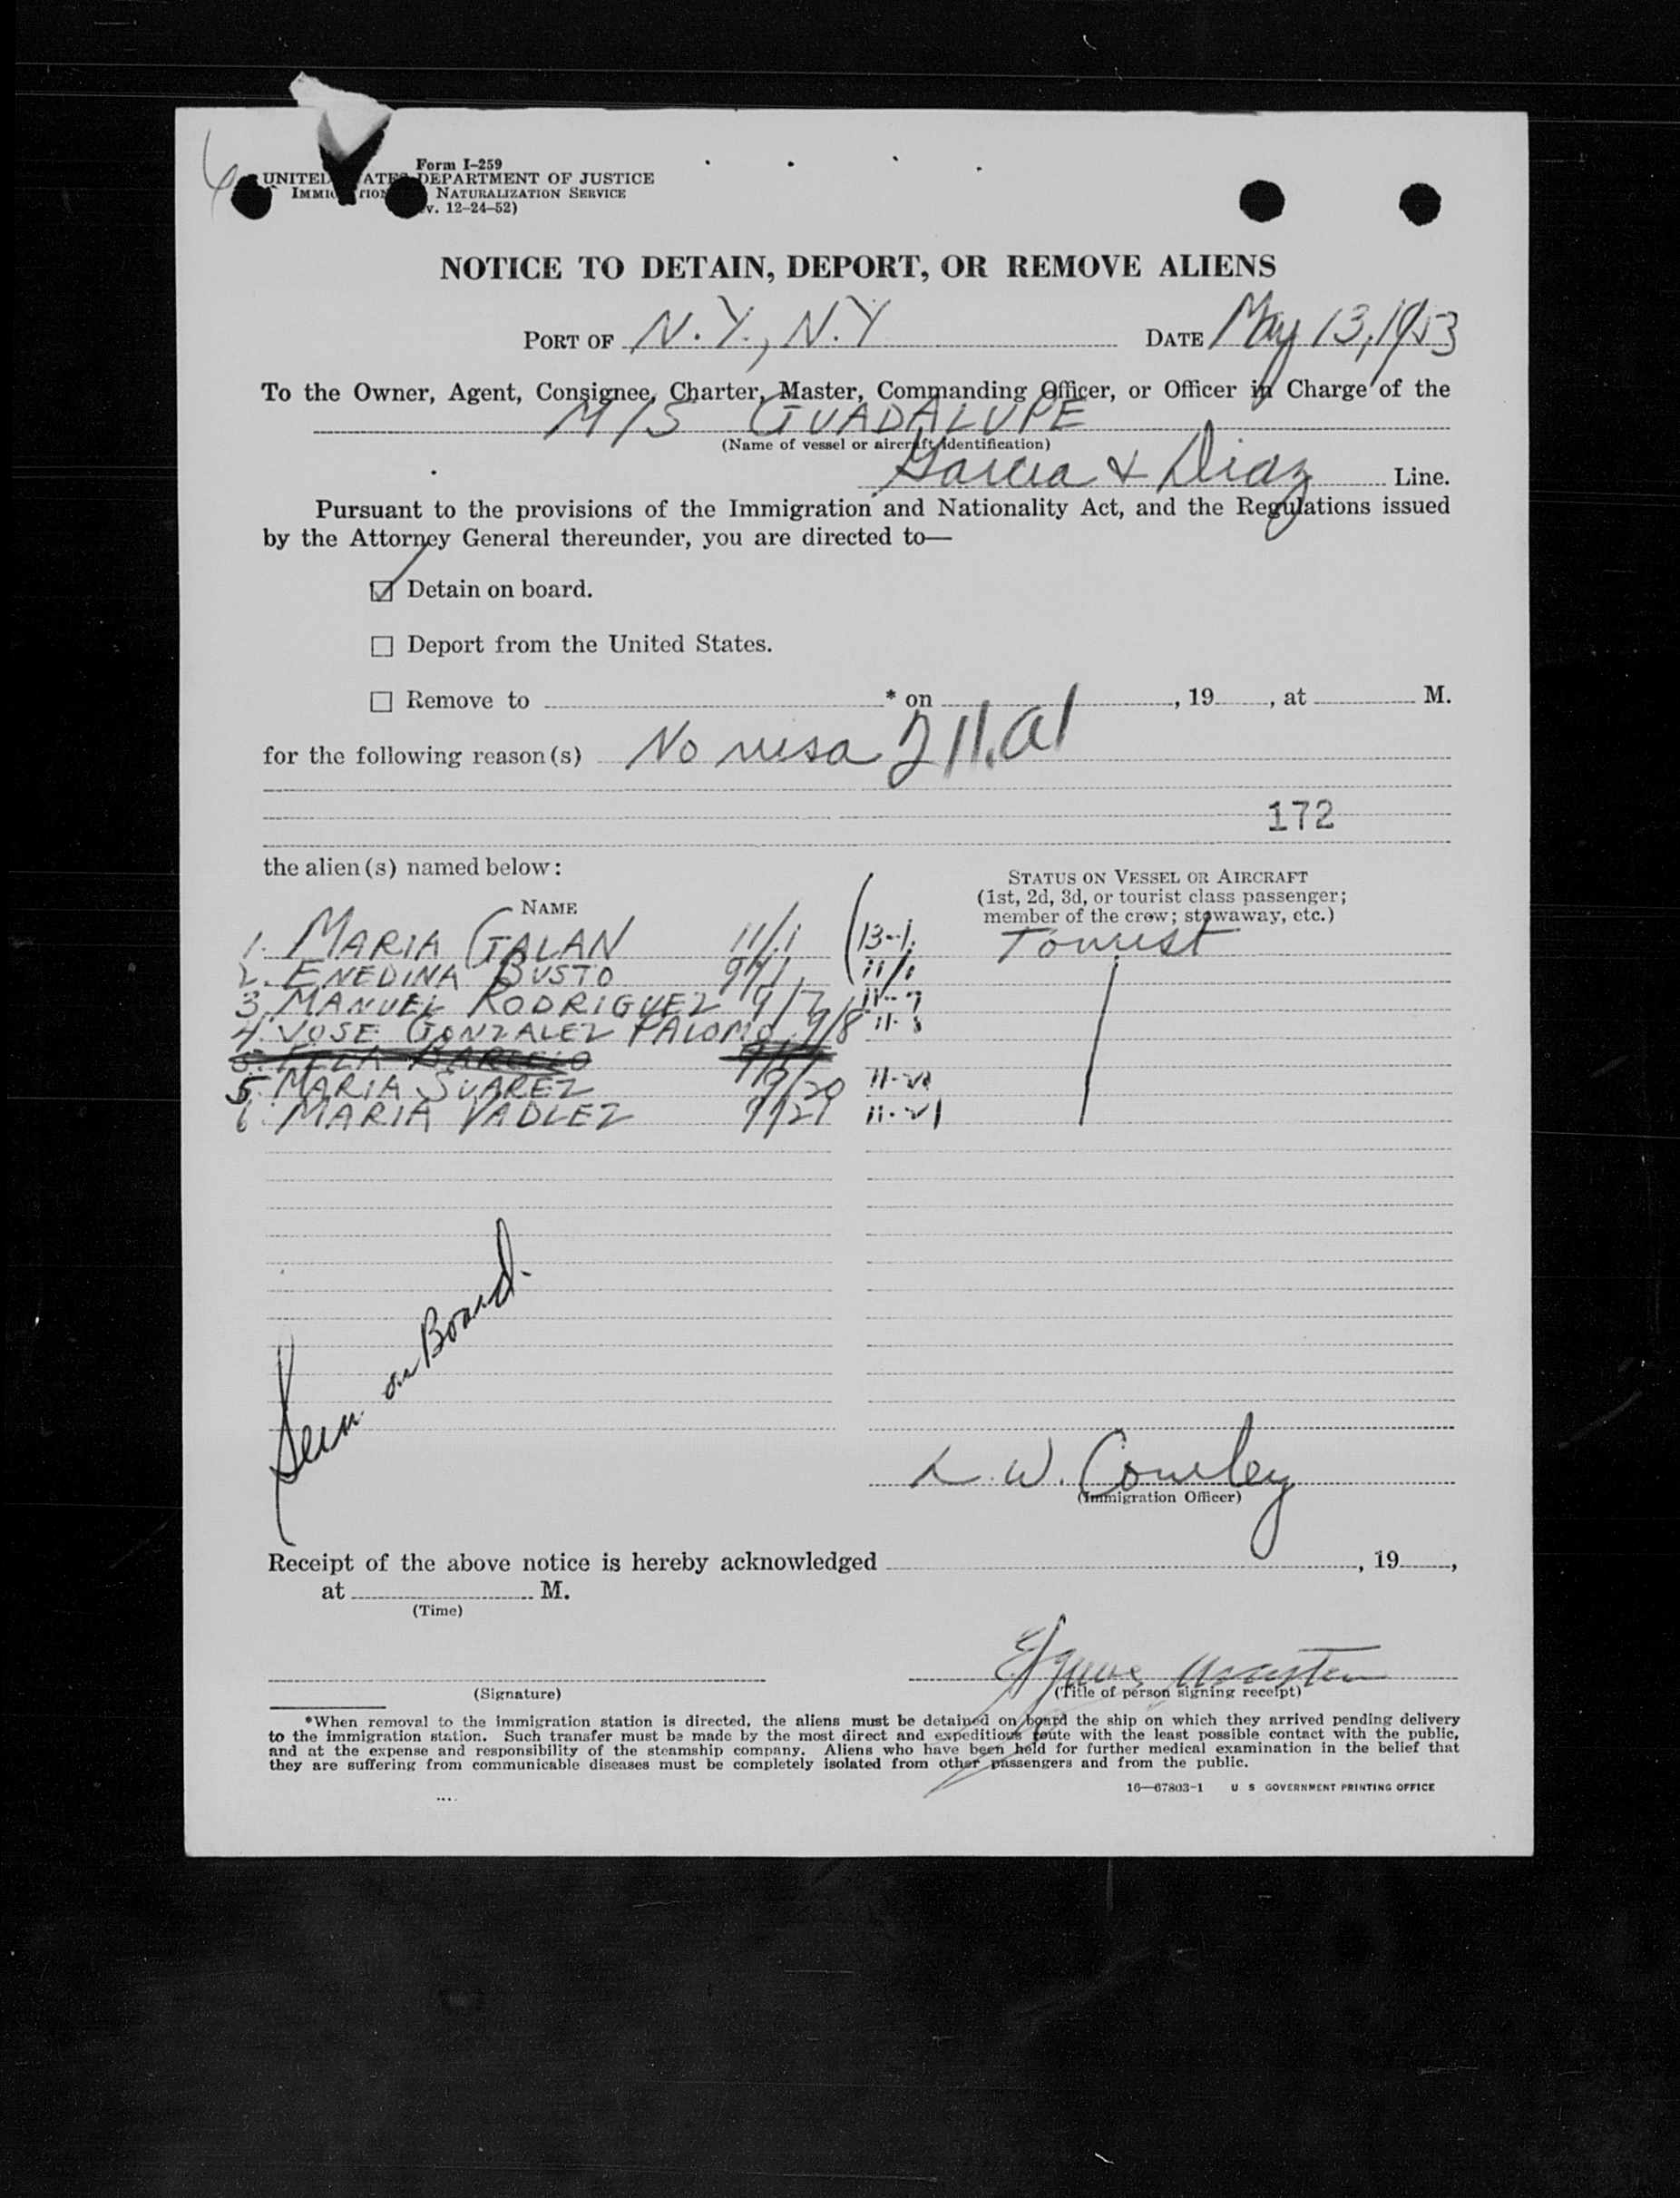 6
Form I-259
UNITED STATES DEPARTMENT OF JUSTICE
NATURALIZATION SERVICE
12-24-52)
NOTICE TO DETAIN, DEPORT, OR REMOVE ALIENS
PORT OF N.Y., N.Y DATE May 13, 1953
To the Owner, Agent, Consignee, Charter, Master, Commanding Officer, or Officer in Charge of the
M/S GUADALUPE
(Name of vessel or aircraft identification)
Garcia & Diaz Line.
Pursuant to the provisions of the Immigration and Nationality Act, and the Regulations issued
by the Attorney General thereunder, you are directed to—
☑ Detain on board.
☐ Deport from the United States.
☐ Remove to * on , 19 , at M.
for the following reason(s) No visa 211.a1
172
the alien(s) named below:
STATUS ON VESSEL OR AIRCRAFT
(1st, 2d, 3d, or tourist class passenger;
member of the crew; stowaway, etc.)
NAME
1. MARIA GALAN 11/1 (13-1. Tourist
2. ENEDINA BUSTO 11/1
3. MANUEL RODRIGUEZ 9/7 11-7
4. JOSE GONZALEZ PALOMO 9/8 11-8
5. MARIA SUAREZ 9/20 11-20
6. MARIA VADLEZ 9/21 11-21
Seen on Board.
L. W. Cowley
(Immigration Officer)
Receipt of the above notice is hereby acknowledged , 19 ,
at M.
(Time)
(Signature)
(Title of person signing receipt)
*When removal to the immigration station is directed, the aliens must be detained on board the ship on which they arrived pending delivery
to the immigration station. Such transfer must be made by the most direct and expeditious route with the least possible contact with the public,
and at the expense and responsibility of the steamship company. Aliens who have been held for further medical examination in the belief that
they are suffering from communicable diseases must be completely isolated from other passengers and from the public.
16—67803-1 U S GOVERNMENT PRINTING OFFICE